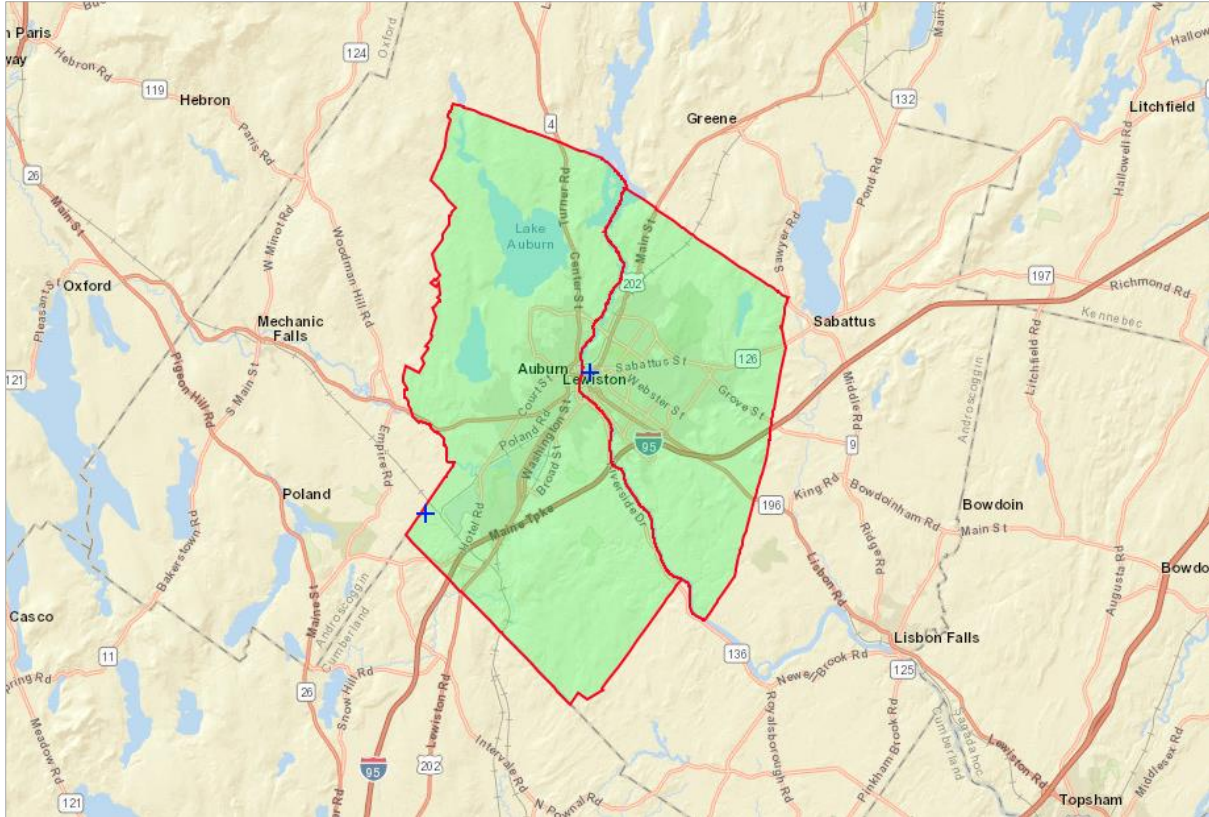 n Paris
way
Hebron Rd
119
Hebron
124
Oxford
Paris Rd
4
Greene
132
Main S
Litchfield
Hallowell Rd
26
Main St
W Minot Rd
Woodman Hill Rd
Turner Rd
Lake
Auburn
Center St
Main St
202
Pond Rd
Sawyer Rd
197
Richmond Rd
Kennebec
Pleasant St
Oxford
Mechanic
Falls
Sabattus
121
Pigeon Hill Rd
S Main St
Auburn
Lewiston
Sabattus St
126
Court St
Webster St
Grove St
Litchfield Rd
Androscoggin
Middle Rd
Empire Rd
Poland Rd
Washington St
Broad St
95
9
Poland
Hotel Rd
Maine Tpke
Riverside Dr
196
King Rd
Bowdoinham Rd
Bowdoin
Main St
Ridge Rd
Bakerstown Rd
Lisbon Rd
Augusta Rd
Bowdo
Casco
Main St
Androscoggin
Cumberland
11
Spring Rd
Lisbon Falls
136
125
26
Snow Hill Rd
Lewiston Rd
Meadow Rd
Intervale Rd
Royalsborough Rd
Pinkham Brook Rd
Cumberland
Sagadahoc
Lewiston Rd
Middlesex Rd
95
202
121
N Pownal Rd
Topsham